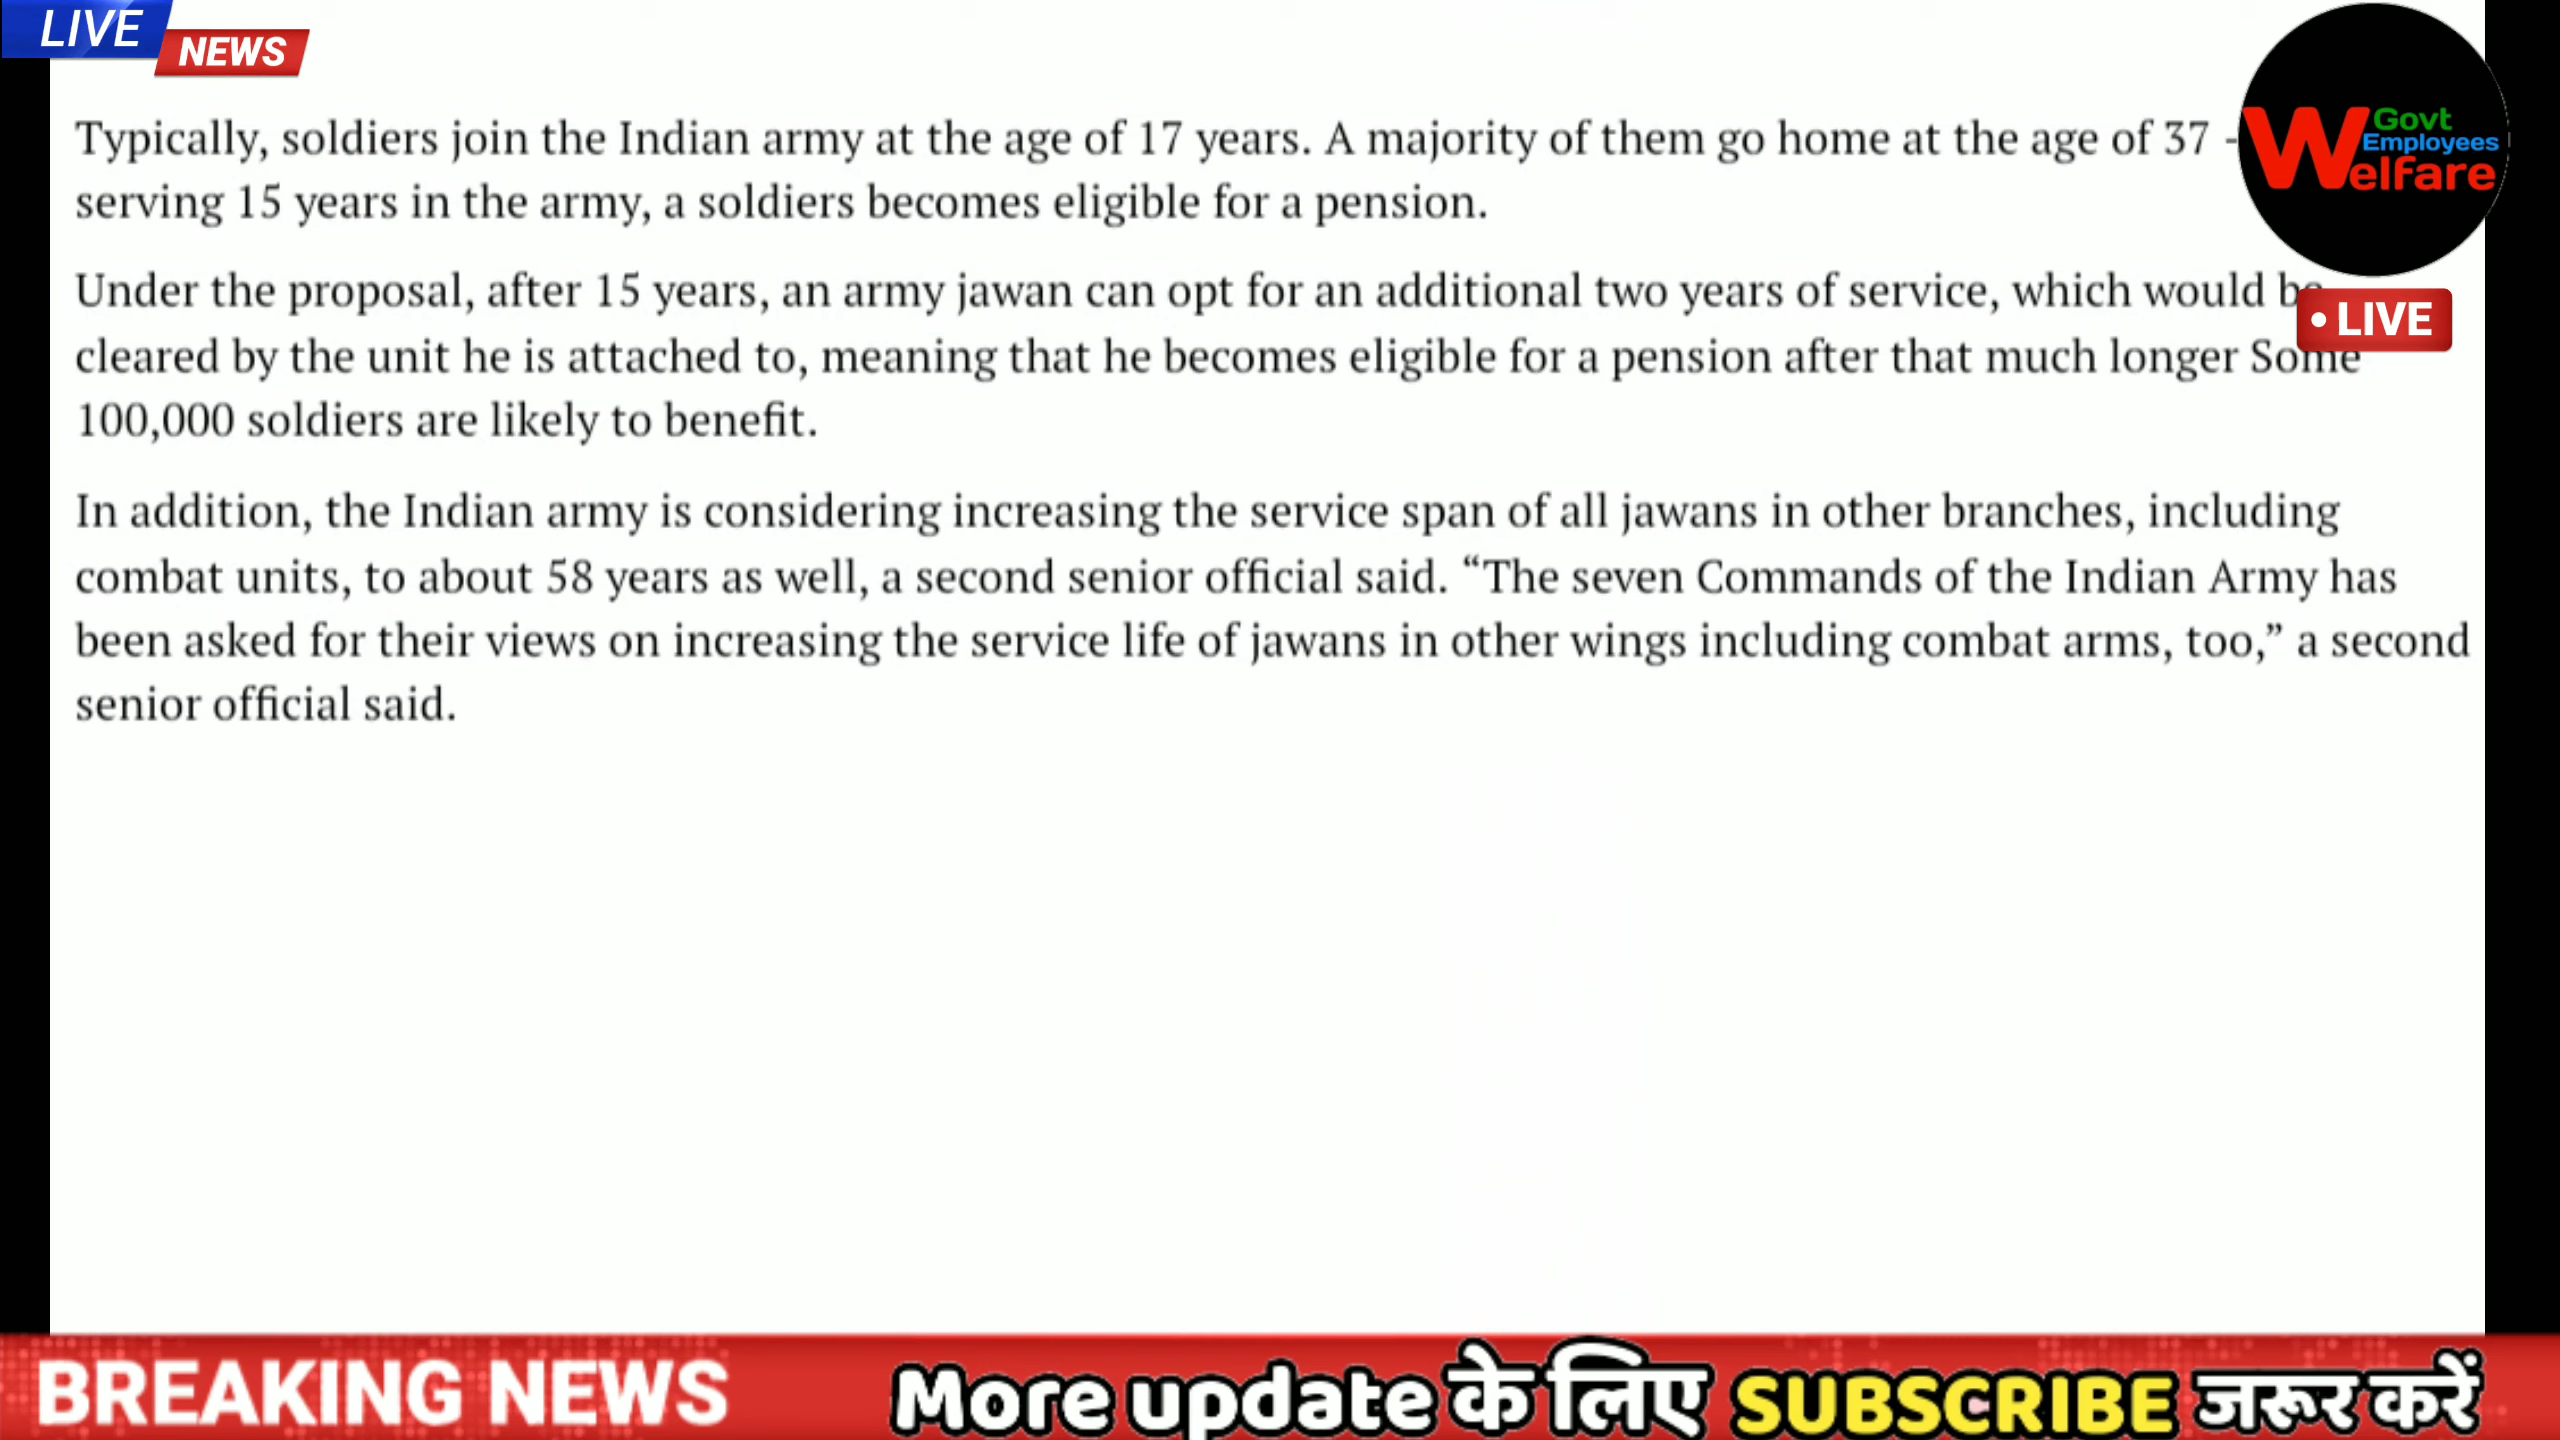 LIVE
NEWS
Govt
Employees
Welfare
Typically, soldiers join the Indian army at the age of 17 years. A majority of them go home at the age of 37 -
serving 15 years in the army, a soldiers becomes eligible for a pension.
Under the proposal, after 15 years, an army jawan can opt for an additional two years of service, which would be
• LIVE
cleared by the unit he is attached to, meaning that he becomes eligible for a pension after that much longer Some
100,000 soldiers are likely to benefit.
In addition, the Indian army is considering increasing the service span of all jawans in other branches, including
combat units, to about 58 years as well, a second senior official said. “The seven Commands of the Indian Army has
been asked for their views on increasing the service life of jawans in other wings including combat arms, too,” a second
senior official said.
BREAKING NEWS
More update के लिए SUBSCRIBE जरूर करें